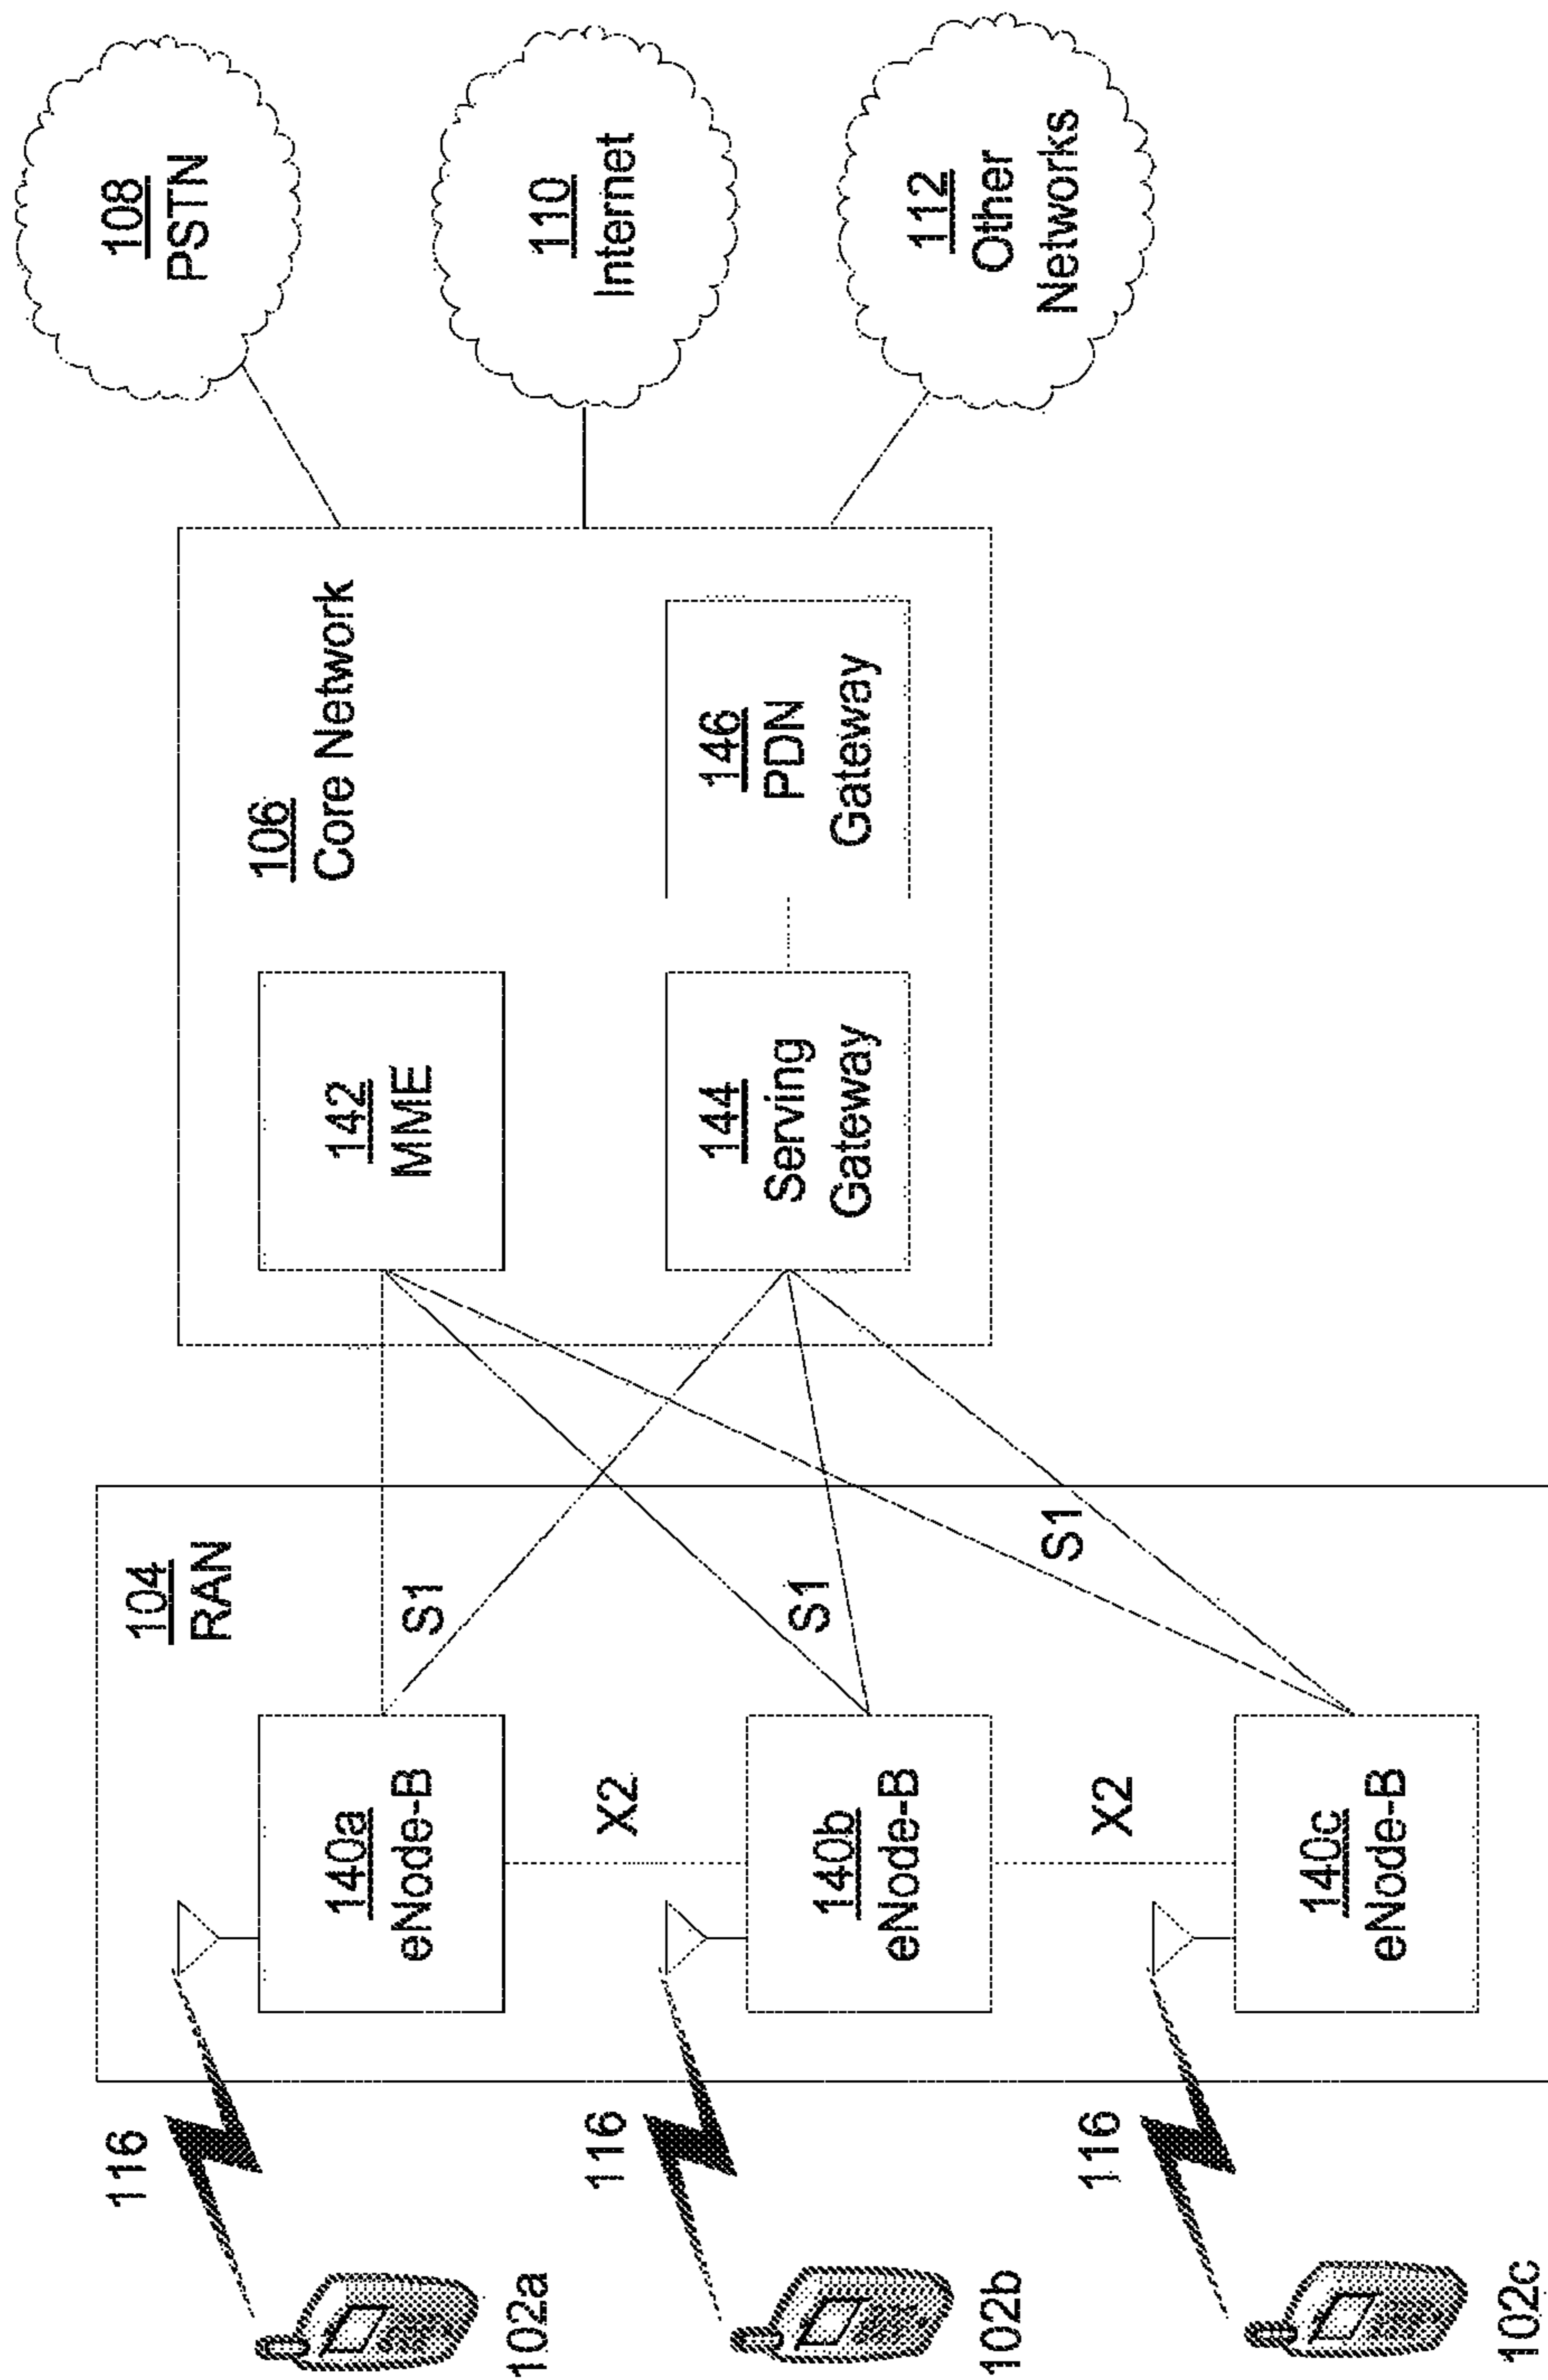 116
102a
116
102b
116
102c
104
RAN
140a
eNode-B
X2
140b
eNode-B
X2
140c
eNode-B
S1
S1
S1
106
Core Network
142
MME
144
Serving
Gateway
146
PDN
Gateway
108
PSTN
110
Internet
112
Other
Networks